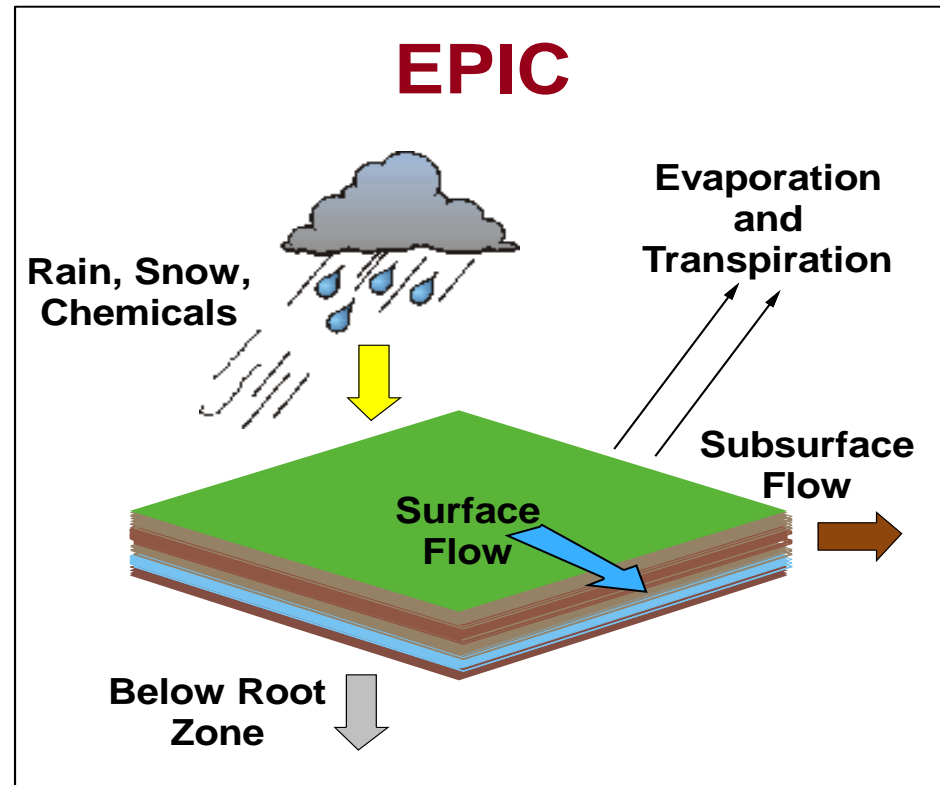 EPIC
Evaporation
and
Transpiration
Rain, Snow,
Chemicals
Subsurface
Flow
Surface
Flow
Below Root
Zone